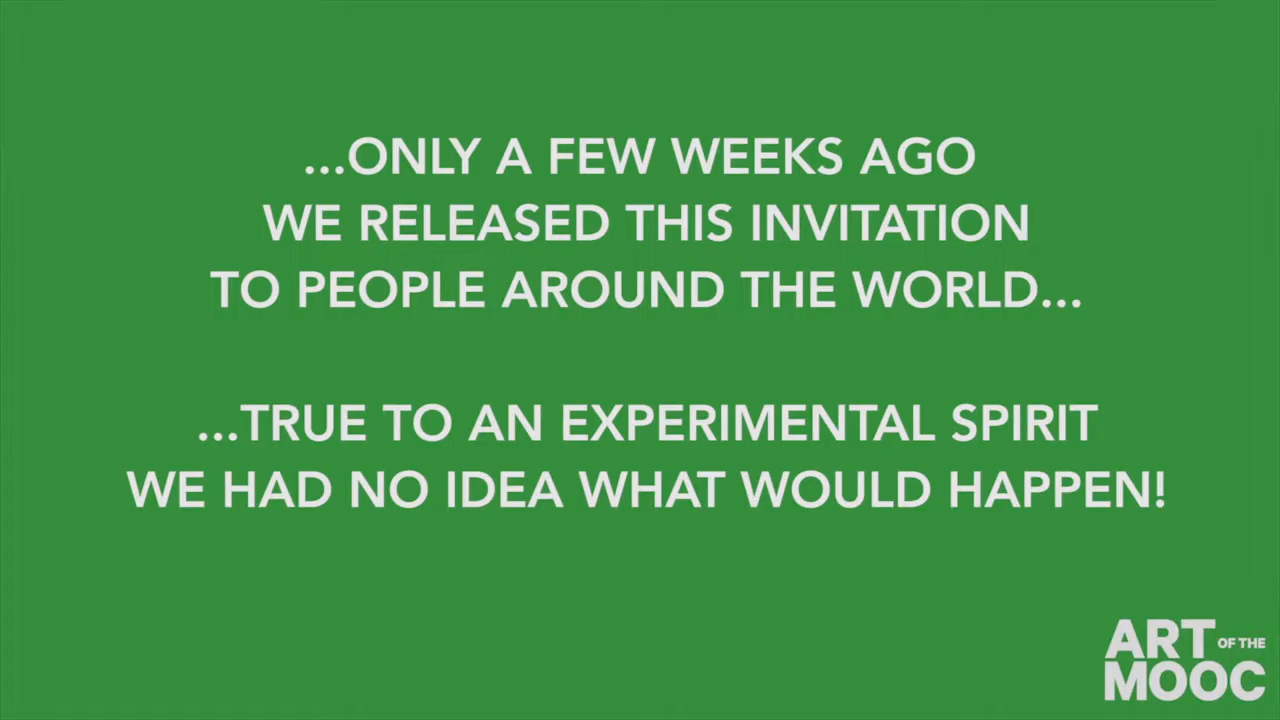 ...ONLY A FEW WEEKS AGO
WE RELEASED THIS INVITATION
TO PEOPLE AROUND THE WORLD...
...TRUE TO AN EXPERIMENTAL SPIRIT
WE HAD NO IDEA WHAT WOULD HAPPEN!
ART OF THE
MOOC